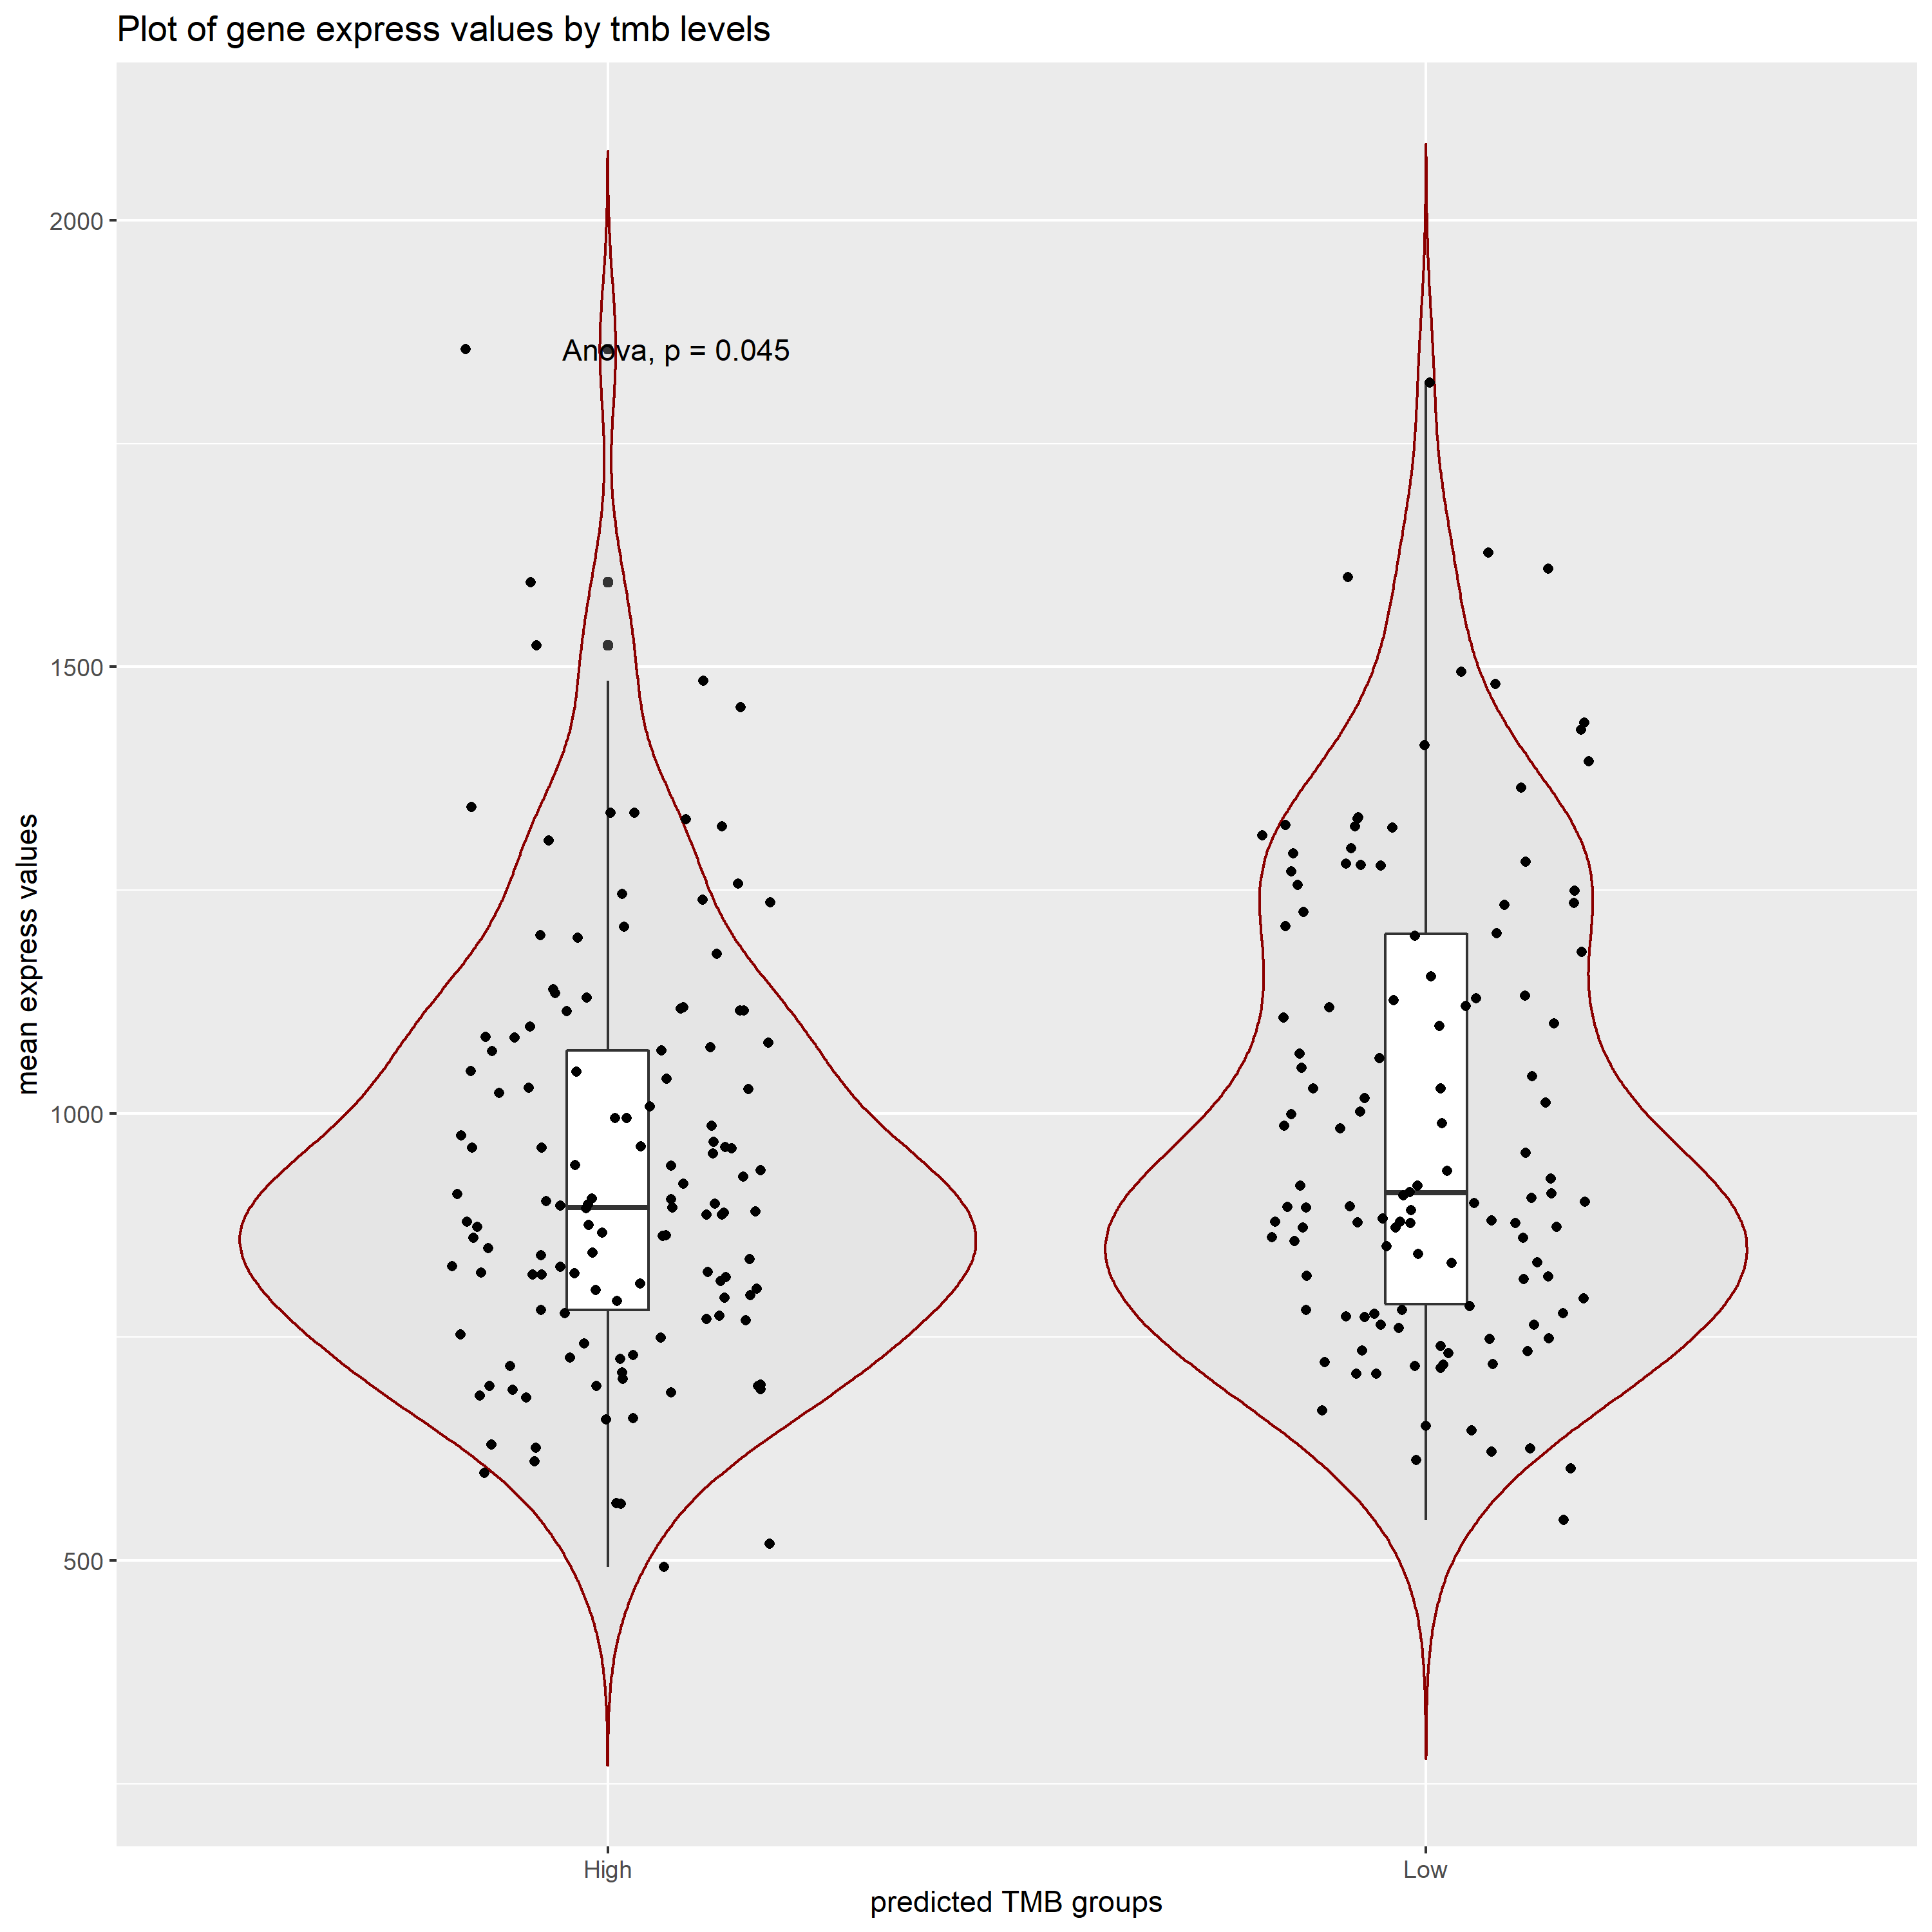 Plot of gene express values by tmb levels
mean express values
2000
1500
1000
500
Anova, p = 0.045
High
Low
predicted TMB groups